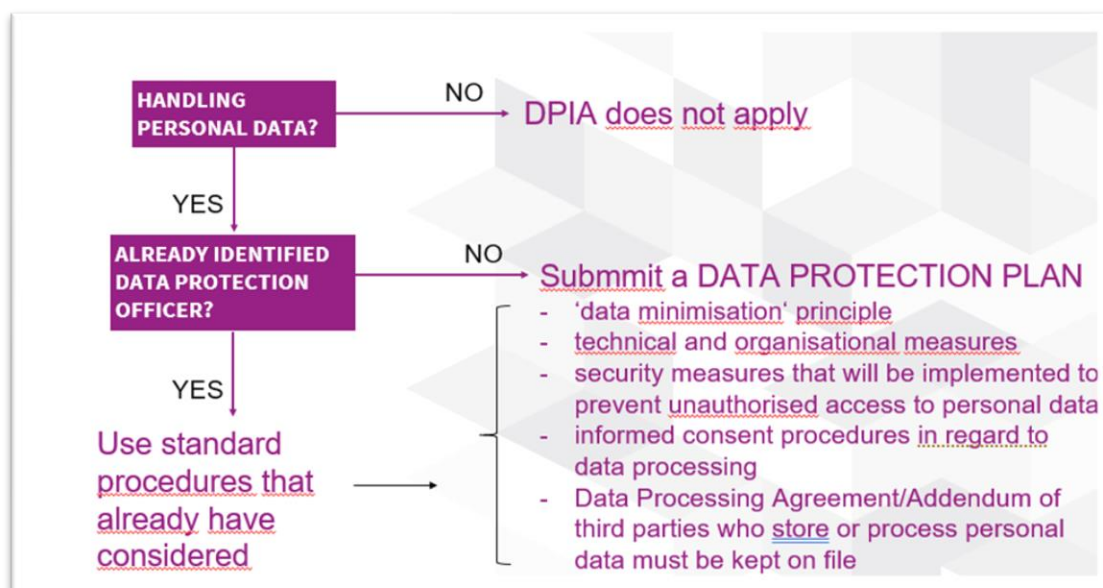 HANDLING
PERSONAL DATA?
NO
DPIA does not apply
YES
ALREADY IDENTIFIED
DATA PROTECTION
OFFICER?
NO
Submmit a DATA PROTECTION PLAN
- ‘data minimisation‘ principle
- technical and organisational measures
- security measures that will be implemented to
prevent unauthorised access to personal data
- informed consent procedures in regard to
data processing
- Data Processing Agreement/Addendum of
third parties who store or process personal
data must be kept on file
YES
Use standard
procedures that
already have
considered